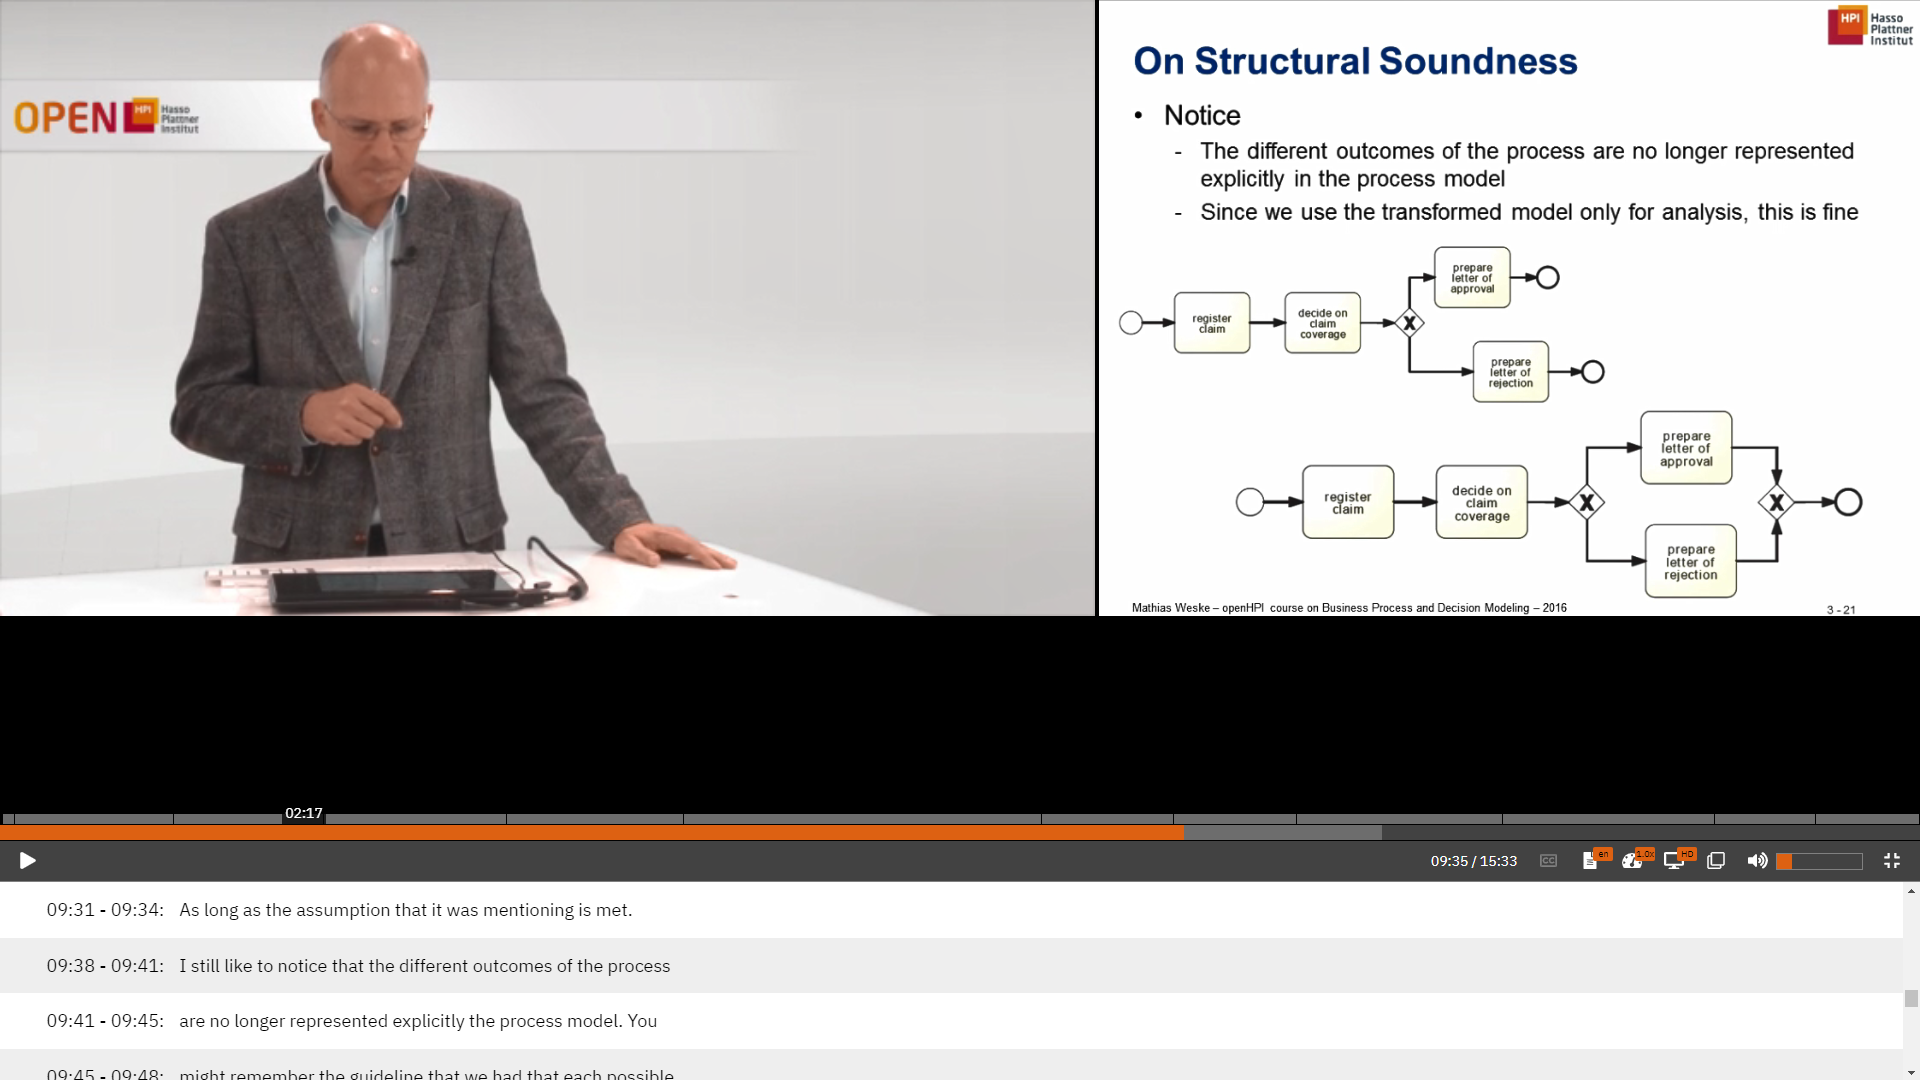 OPEN HPI Hasso
Plattner
Institut
HPI Hasso
Plattner
Institut
On Structural Soundness
• Notice
- The different outcomes of the process are no longer represented
explicitly in the process model
- Since we use the transformed model only for analysis, this is fine
register
claim
decide on
claim
coverage
X
prepare
letter of
approval
prepare
letter of
rejection
register
claim
decide on
claim
coverage
X
prepare
letter of
approval
prepare
letter of
rejection
X
Mathias Weske – openHPI course on Business Process and Decision Modeling – 2016
3 - 21
02:17
09:35 / 15:33
CC
en
1.0x
HD
09:31 - 09:34: As long as the assumption that it was mentioning is met.
09:38 - 09:41: I still like to notice that the different outcomes of the process
09:41 - 09:45: are no longer represented explicitly the process model. You
09:45 - 09:48: might remember the guideline that we had that each possible